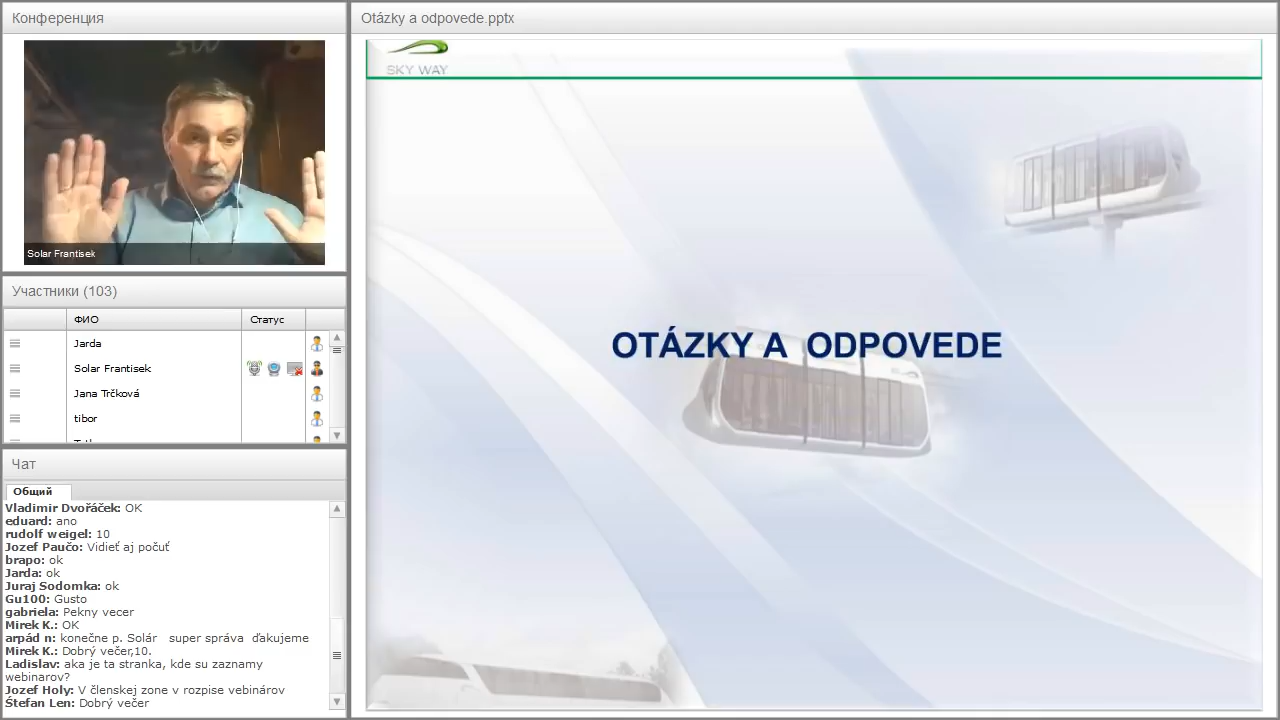 Конференция
Solar Frantisek
Участники (103)
ФИО Статус
Jarda
Solar Frantisek
Jana Trčková
tibor
Чат
Общий
Vladimir Dvořáček: OK
eduard: ano
rudolf weigel: 10
Jozef Paučo: Vidieť aj počuť
brapo: ok
Jarda: ok
Juraj Sodomka: ok
Gu100: Gusto
gabriela: Pekny vecer
Mirek K.: OK
arpád n: konečne p. Solár super správa ďakujeme
Mirek K.: Dobrý večer,10.
Ladislav: aka je ta stranka, kde su zaznamy
webinarov?
Jozef Holy: V členskej zone v rozpise vebinárov
Štefan Len: Dobrý večer
Otázky a odpovede.pptx
SKY WAY
OTÁZKY A ODPOVEDE